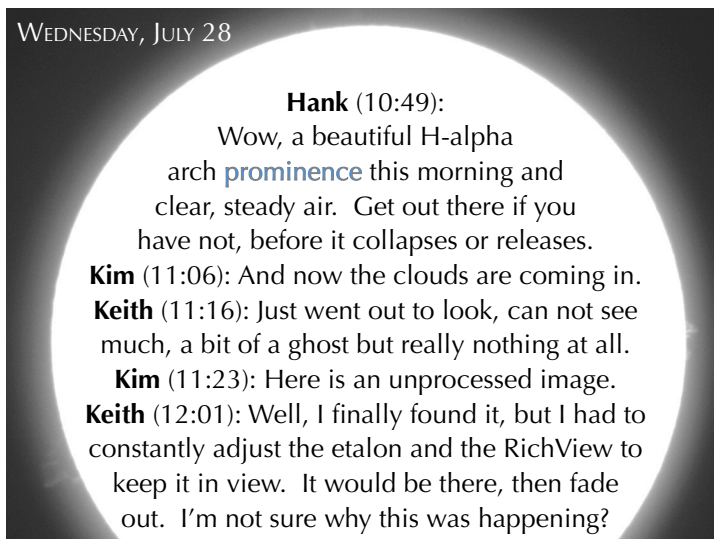 Wednesday, July 28
Hank (10:49):
Wow, a beautiful H-alpha
arch prominence this morning and
clear, steady air.  Get out there if you
have not, before it collapses or releases.
Kim (11:06): And now the clouds are coming in.
Keith (11:16): Just went out to look, can not see
much, a bit of a ghost but really nothing at all.
Kim (11:23): Here is an unprocessed image.
Keith (12:01): Well, I finally found it, but I had to
constantly adjust the etalon and the RichView to
keep it in view.  It would be there, then fade
out.  I'm not sure why this was happening?